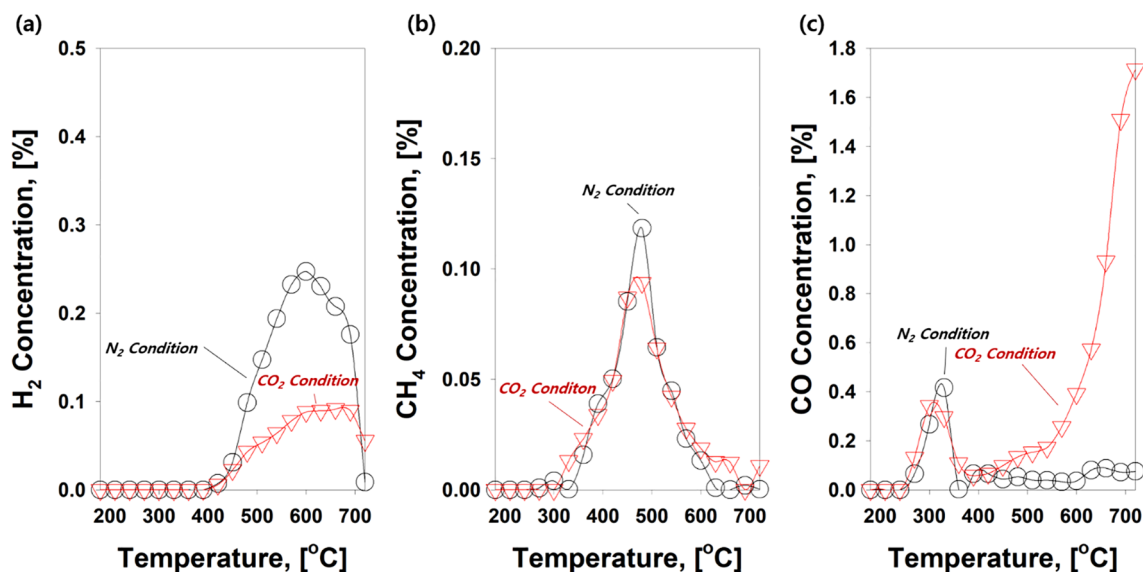 (a)
H2 Concentration, [%]
0.5
0.4
0.3
0.2
0.1
0.0
N2 Condition
CO2 Condition
200 300 400 500 600 700
Temperature, [oC]
(b)
CH4 Concentration, [%]
0.20
0.15
0.10
0.05
0.00
N2 Condition
CO2 Conditon
200 300 400 500 600 700
Temperature, [oC]
(c)
CO Concentration, [%]
1.8
1.6
1.4
1.2
1.0
0.8
0.6
0.4
0.2
0.0
N2 Condition
CO2 Condition
200 300 400 500 600 700
Temperature, [oC]